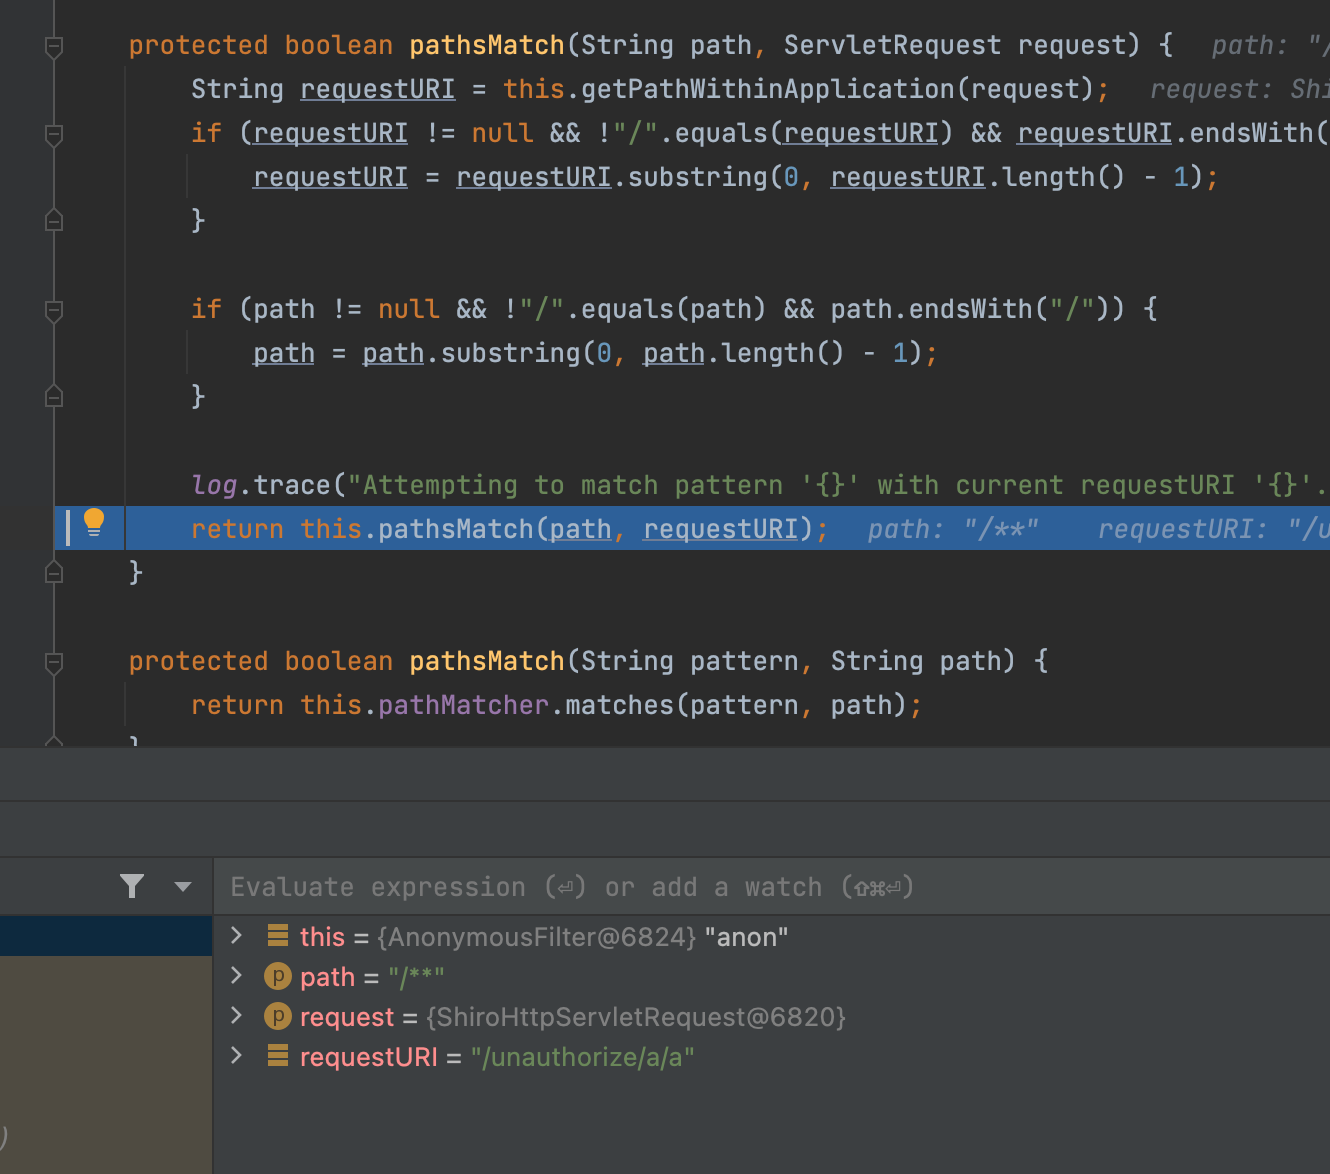 protected boolean pathsMatch(String path, ServletRequest request) { path: "/
String requestURI = this.getPathWithinApplication(request); request: Shi
if (requestURI != null && !"/".equals(requestURI) && requestURI.endsWith(
requestURI = requestURI.substring(0, requestURI.length() - 1);
}
if (path != null && !"/".equals(path) && path.endsWith("/")) {
path = path.substring(0, path.length() - 1);
}
log.trace("Attempting to match pattern '{}' with current requestURI '{}'.
return this.pathsMatch(path, requestURI); path: "/**" requestURI: "/u
}
protected boolean pathsMatch(String pattern, String path) {
return this.pathMatcher.matches(pattern, path);
}
Evaluate expression (⏎) or add a watch (⇧⌘⏎)
this = {AnonymousFilter@6824} "anon"
p path = "/**"
p request = {ShiroHttpServletRequest@6820}
requestURI = "/unauthorize/a/a"
)